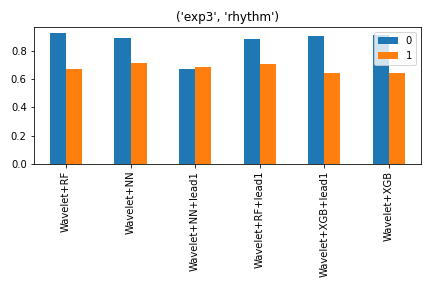 ('exp3', 'rhythm')
0
1
0.8
0.6
0.4
0.2
0.0
Wavelet+RF
Wavelet+NN
Wavelet+NN+lead1
Wavelet+RF+lead1
Wavelet+XGB+lead1
Wavelet+XGB